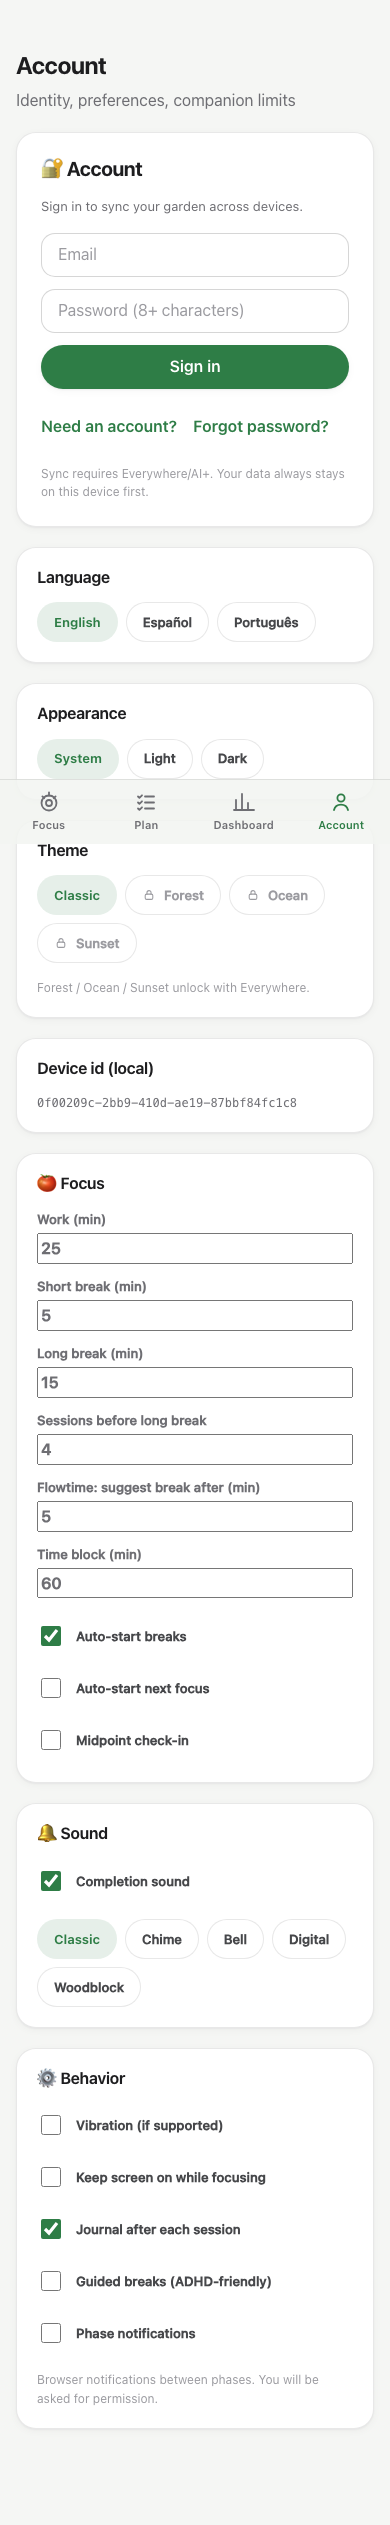 Account
Identity, preferences, companion limits
🔐 Account
Sign in to sync your garden across devices.
Email
Password (8+ characters)
Sign in
Need an account? Forgot password?
Sync requires Everywhere/AI+. Your data always stays
on this device first.
Language
English Español Português
Appearance
System Light Dark
Focus Plan Dashboard Account
Theme
Classic Forest Ocean
Sunset
Forest / Ocean / Sunset unlock with Everywhere.
Device id (local)
0f00209c-2bb9-410d-ae19-87bbf84fc1c8
🍅 Focus
Work (min)
25
Short break (min)
5
Long break (min)
15
Sessions before long break
4
Flowtime: suggest break after (min)
5
Time block (min)
60
Auto-start breaks
Auto-start next focus
Midpoint check-in
🔔 Sound
Completion sound
Classic Chime Bell Digital
Woodblock
⚙️ Behavior
Vibration (if supported)
Keep screen on while focusing
Journal after each session
Guided breaks (ADHD-friendly)
Phase notifications
Browser notifications between phases. You will be
asked for permission.